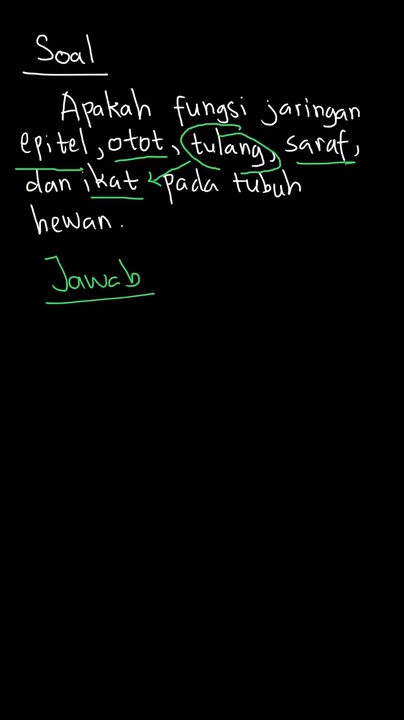 Soal
Apakah fungsi jaringan
epitel, otot, tulang, saraf,
dan ikat pada tubuh
hewan.
Jawab